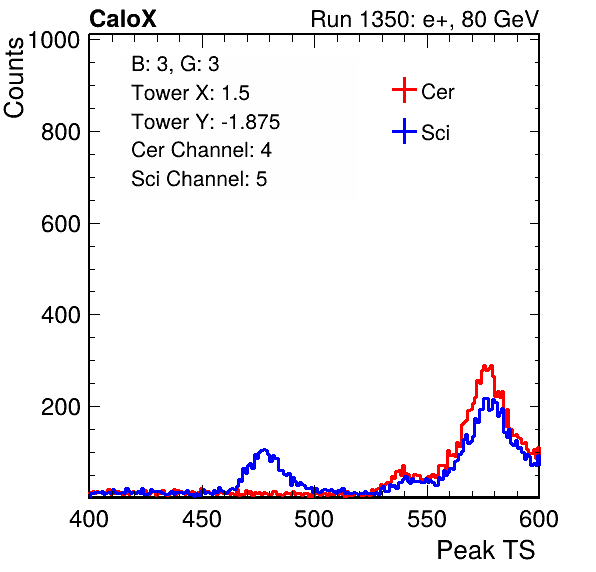 CaloX Run 1350: e+, 80 GeV
Counts
1000
800
600
400
200
B: 3, G: 3
Tower X: 1.5
Tower Y: -1.875
Cer Channel: 4
Sci Channel: 5
Cer
Sci
400 450 500 550 600
Peak TS